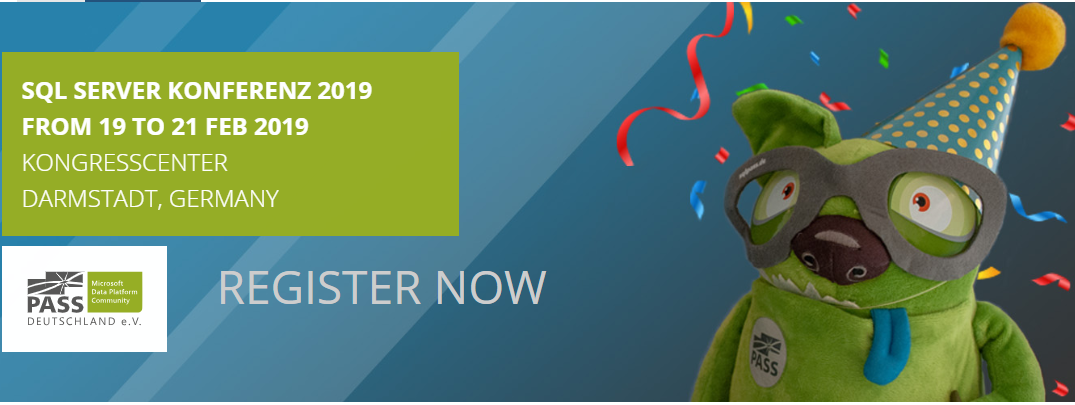 SQL SERVER KONFERENZ 2019
FROM 19 TO 21 FEB 2019
KONGRESSCENTER
DARMSTADT, GERMANY
PASS
Microsoft
Data Platform
Community
DEUTSCHLAND e.V.
REGISTER NOW
PASS